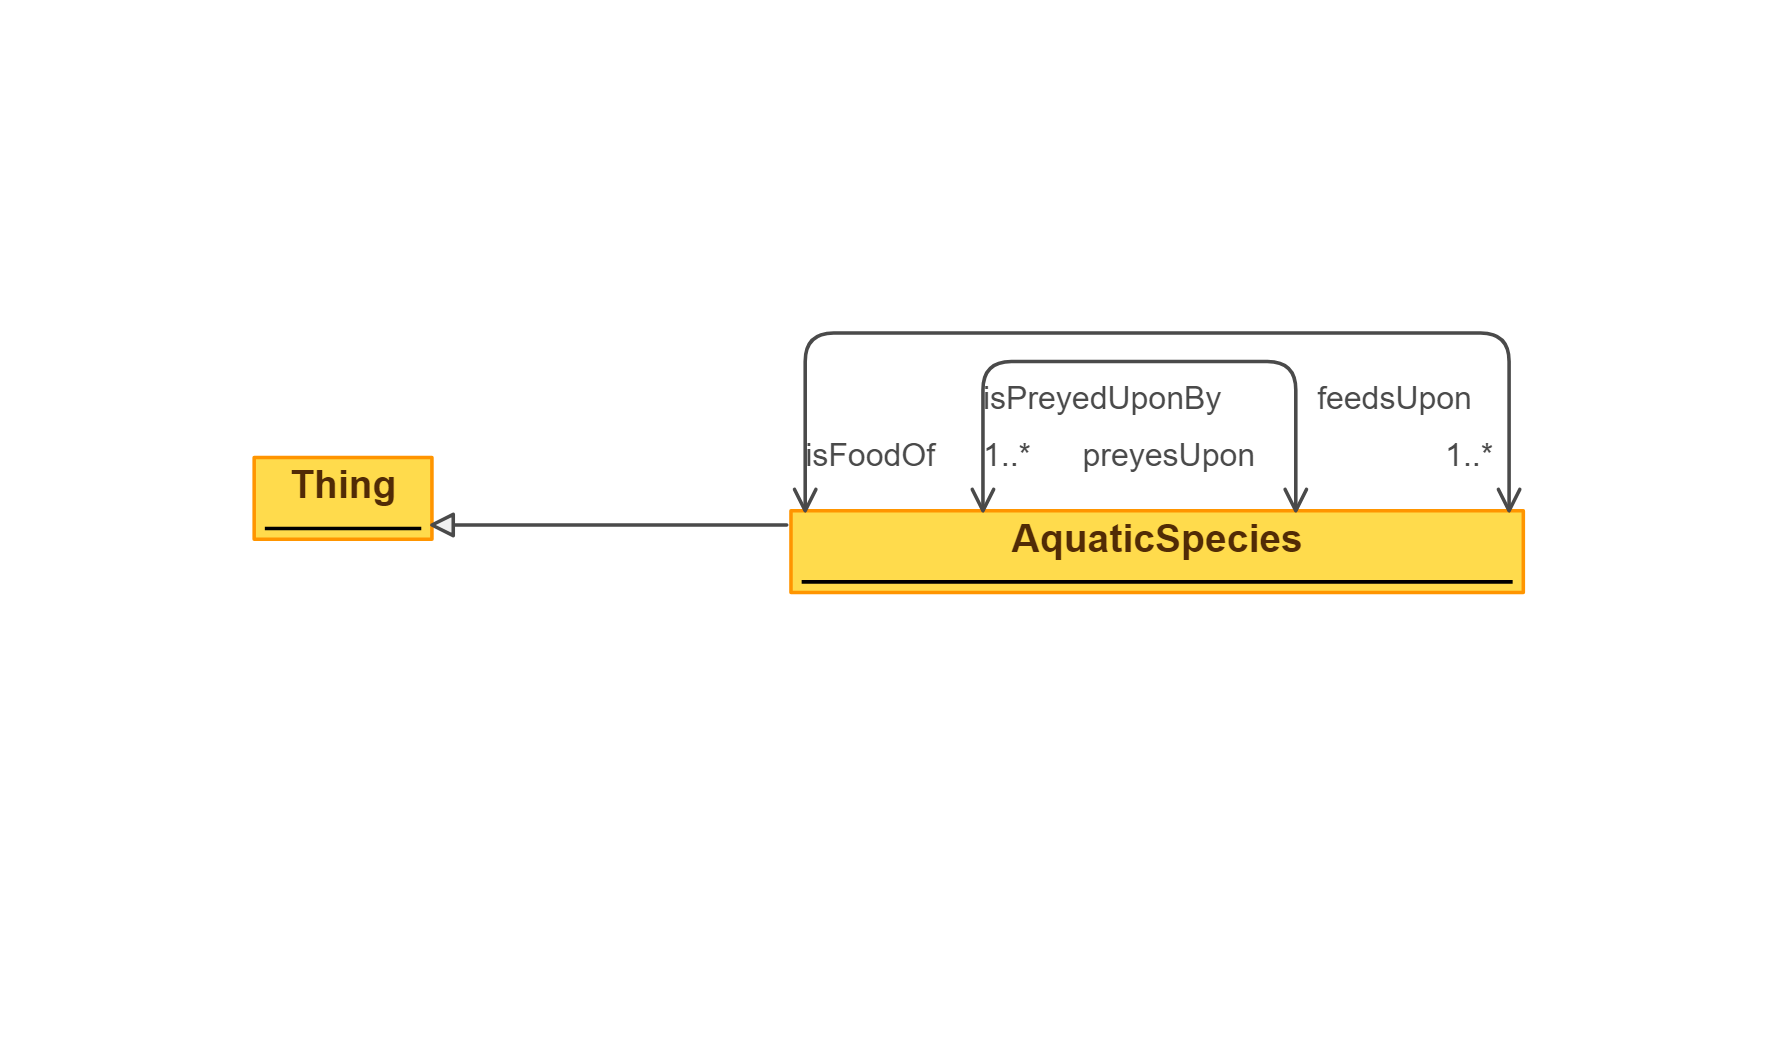 isPreyedUponBy
feedsUpon
isFoodOf
1..*
preyesUpon
1..*
Thing
AquaticSpecies